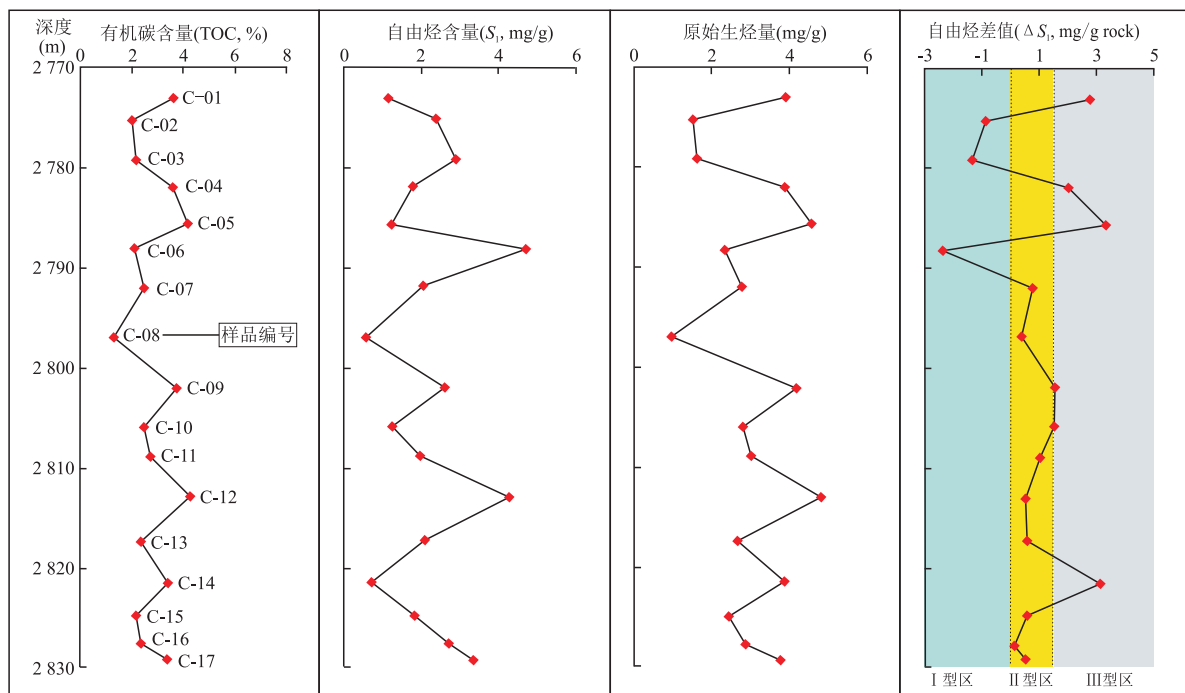 深度
(m)
有机碳含量(TOC, %)
0 2 4 6 8
自由烃含量(S₁, mg/g)
0 2 4 6
原始生烃量(mg/g)
0 2 4 6
自由烃差值(Δ S₁, mg/g rock)
-3 -1 1 3 5
2 770
C-01
C-02
C-03
2 780
C-04
C-05
C-06
2 790
C-07
C-08 样品编号
2 800
C-09
C-10
C-11
2 810
C-12
C-13
2 820
C-14
C-15
C-16
C-17
2 830
Ⅰ 型区 Ⅱ 型区 Ⅲ型区